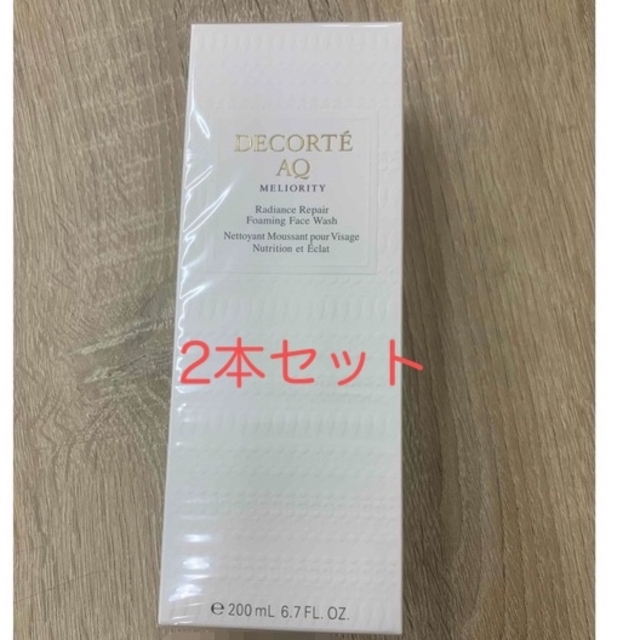 DECORTÉ
AQ
MELIORITY
Radiance Repair
Foaming Face Wash
Nettoyant Moussant pour Visage
Nutrition et Éclat
2本セット
℮ 200 mL 6.7 FL. OZ.